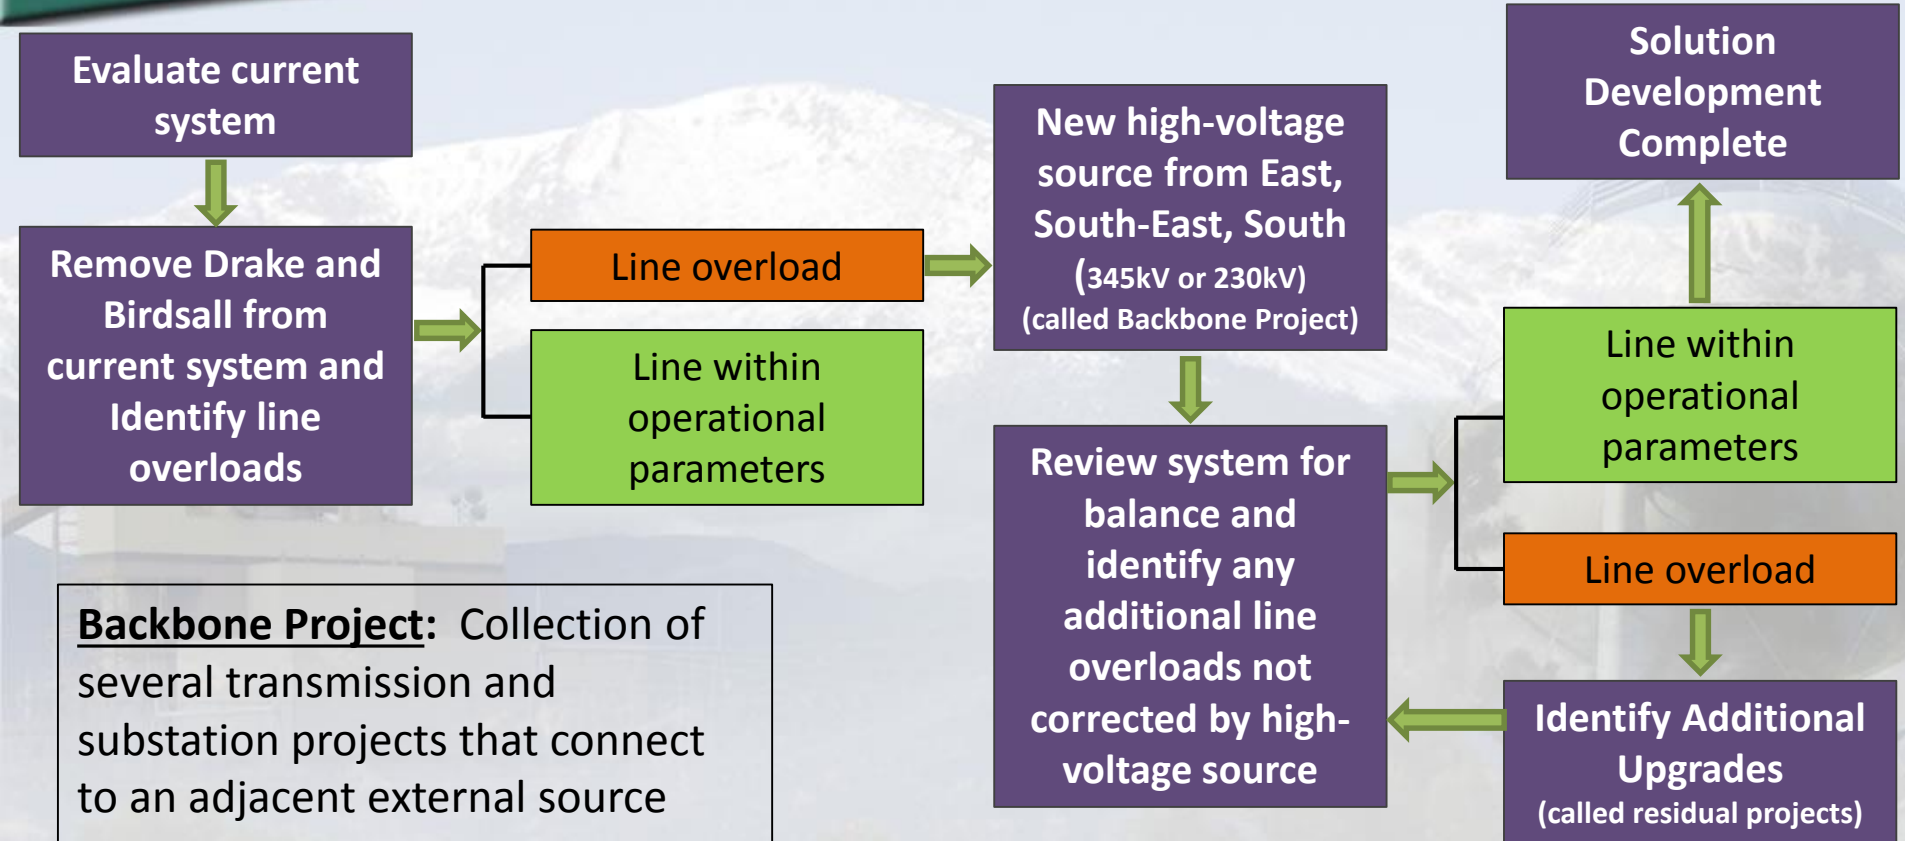 Evaluate current
system
Remove Drake and
Birdsall from
current system and
Identify line
overloads
Line overload
Line within
operational
parameters
New high-voltage
source from East,
South-East, South
(345kV or 230kV)
(called Backbone Project)
Review system for
balance and
identify any
additional line
overloads not
corrected by high-
voltage source
Line within
operational
parameters
Solution
Development
Complete
Line overload
Identify Additional
Upgrades
(called residual projects)
Backbone Project: Collection of
several transmission and
substation projects that connect
to an adjacent external source